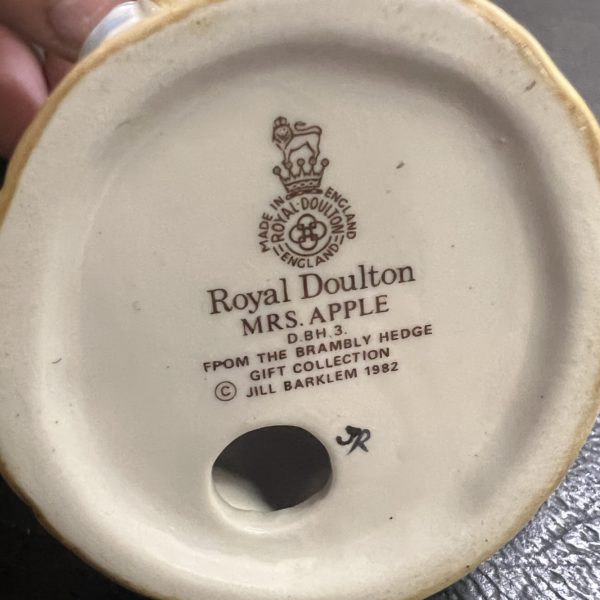 MADE IN ENGLAND
ROYAL·DOULTON
ENGLAND
Royal Doulton
MRS. APPLE
D.BH.3.
FPOM THE BRAMBLY HEDGE
GIFT COLLECTION
© JILL BARKLEM 1982
JR